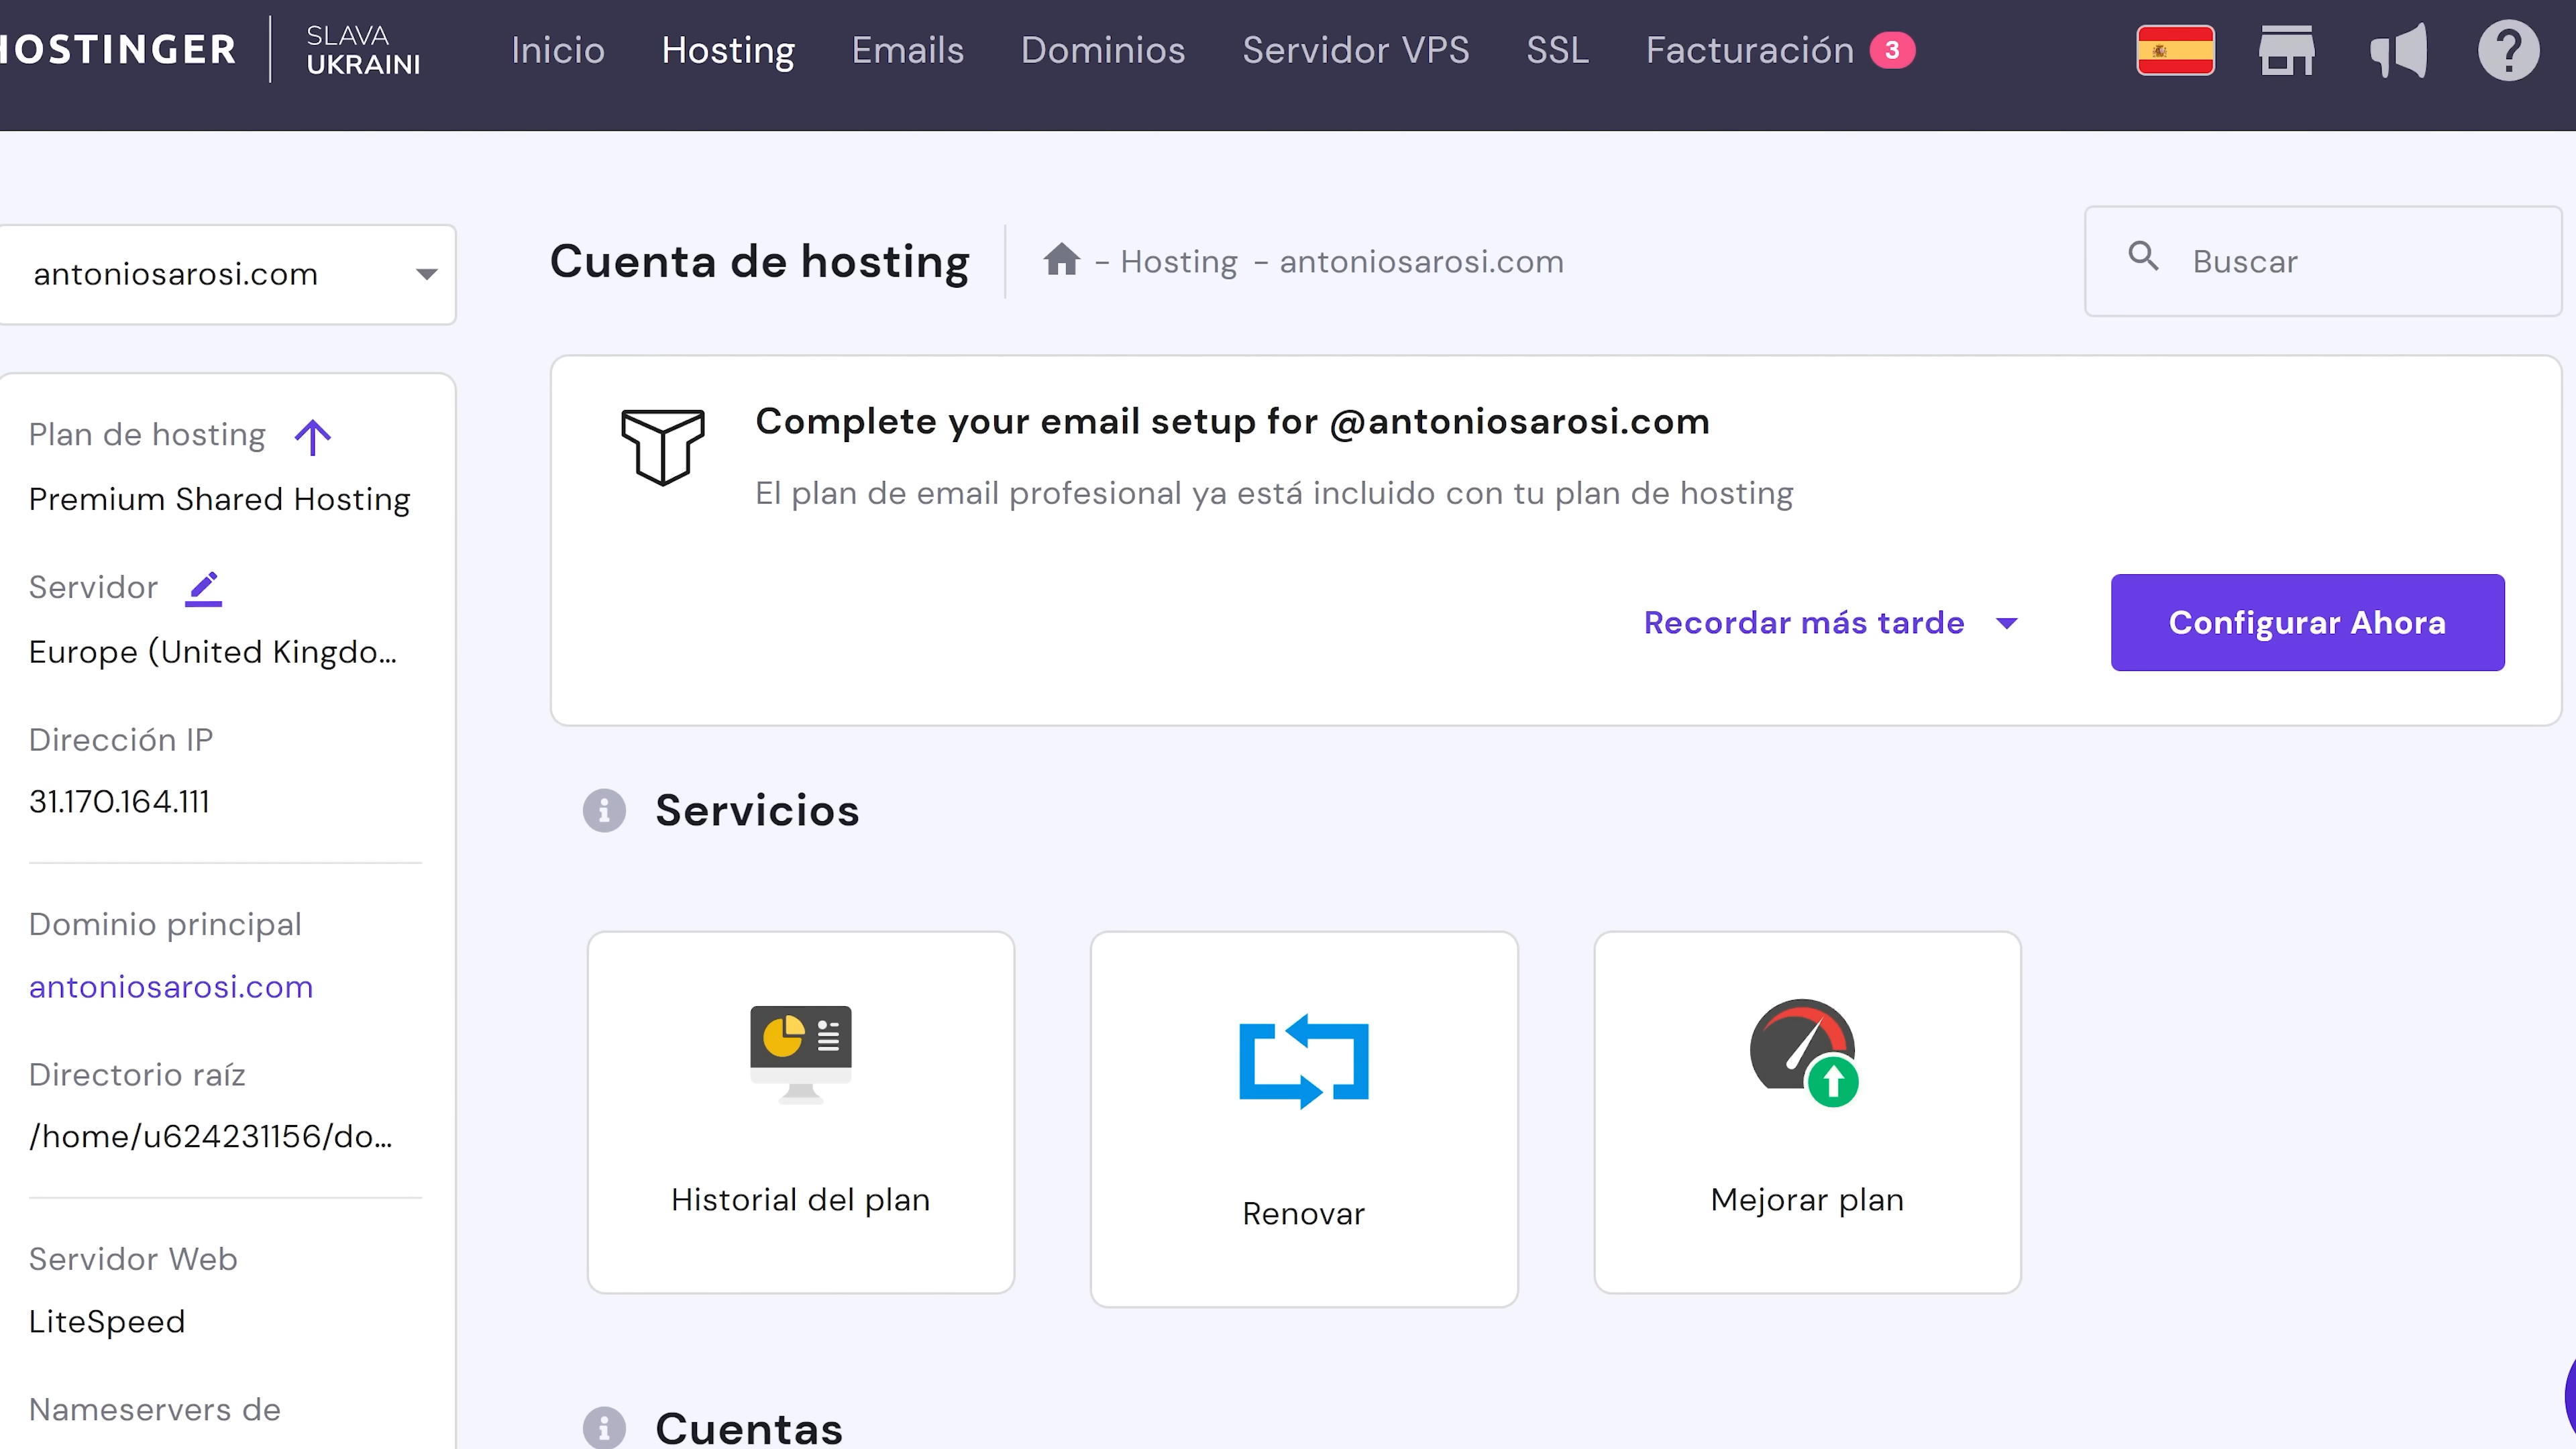 HOSTINGER
SLAVA
UKRAINI
Inicio
Hosting
Emails
Dominios
Servidor VPS
SSL
Facturación
3
antoniosarosi.com
Cuenta de hosting
– Hosting – antoniosarosi.com
Buscar
Plan de hosting
Premium Shared Hosting
Servidor
Europe (United Kingdo...
Dirección IP
31.170.164.111
Dominio principal
antoniosarosi.com
Directorio raíz
/home/u624231156/do...
Servidor Web
LiteSpeed
Nameservers de
Complete your email setup for @antoniosarosi.com
El plan de email profesional ya está incluido con tu plan de hosting
Recordar más tarde
Configurar Ahora
Servicios
Historial del plan
Renovar
Mejorar plan
Cuentas